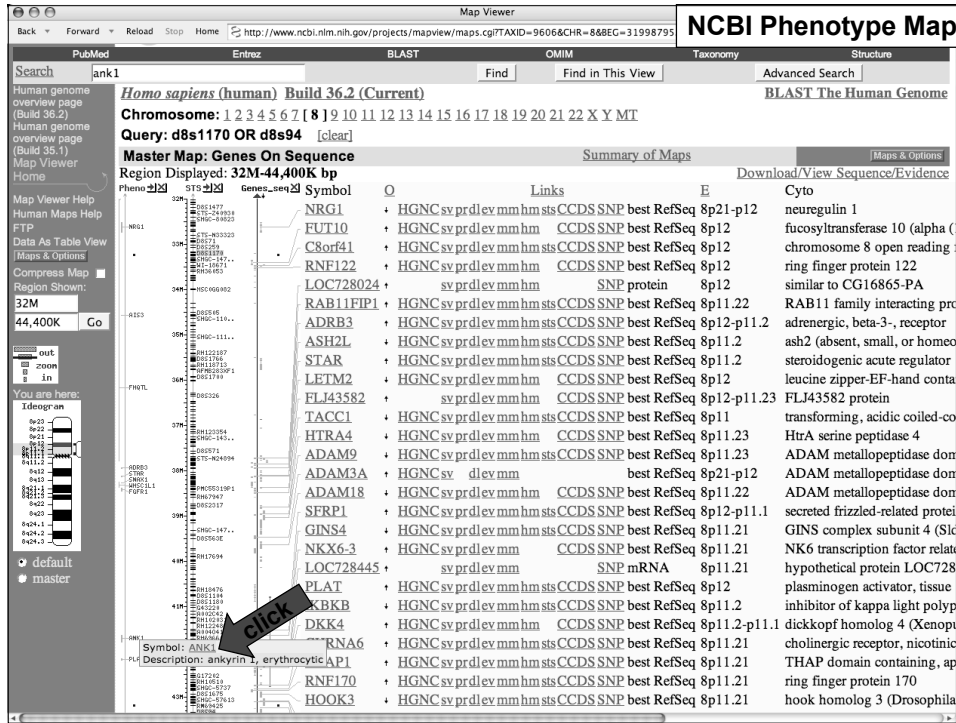 Map Viewer
NCBI Phenotype Map
Back Forward Reload Stop Home http://www.ncbi.nlm.nih.gov/projects/mapview/maps.cgi?TAXID=9606&CHR=8&BEG=31998795
PubMed Entrez BLAST OMIM Taxonomy Structure
Search ank1 Find Find in This View Advanced Search
Human genome
overview page
(Build 36.2)
Human genome
overview page
(Build 35.1)
Map Viewer
Home
Map Viewer Help
Human Maps Help
FTP
Data As Table View
Maps & Options
Compress Map
Region Shown:
32M
44,400K Go
out
zoom
in
You are here:
Ideogram
8p23
8p22
8p21
8p12
8q11.2
8q12
8q13
8q22
8q23
8q24.1
8q24.2
8q24.3
default
master
Homo sapiens (human) Build 36.2 (Current) BLAST The Human Genome
Chromosome: 1 2 3 4 5 6 7 [ 8 ] 9 10 11 12 13 14 15 16 17 18 19 20 21 22 X Y MT
Query: d8s1170 OR d8s94 [clear]
Master Map: Genes On Sequence Summary of Maps Maps & Options
Region Displayed: 32M-44,400K bp Download/View Sequence/Evidence
Pheno STS Genes_seq Symbol O Links E Cyto
NRG1 HGNC sv pr dl ev mm hm sts CCDS SNP best RefSeq 8p21-p12 neuregulin 1
FUT10 HGNC sv pr dl ev mm hm CCDS SNP best RefSeq 8p12 fucosyltransferase 10 (alpha (
C8orf41 HGNC sv pr dl ev mm hm sts CCDS SNP best RefSeq 8p12 chromosome 8 open reading
RNF122 HGNC sv pr dl ev mm hm CCDS SNP best RefSeq 8p12 ring finger protein 122
LOC728024 sv pr dl ev mm hm SNP protein 8p12 similar to CG16865-PA
RAB11FIP1 HGNC sv pr dl ev mm hm sts CCDS SNP best RefSeq 8p11.22 RAB11 family interacting pro
ADRB3 HGNC sv pr dl ev mm hm sts CCDS SNP best RefSeq 8p12-p11.2 adrenergic, beta-3-, receptor
ASH2L HGNC sv pr dl ev mm hm sts CCDS SNP best RefSeq 8p11.2 ash2 (absent, small, or homeo
STAR HGNC sv pr dl ev mm hm sts CCDS SNP best RefSeq 8p11.2 steroidogenic acute regulator
LETM2 HGNC sv pr dl ev mm hm CCDS SNP best RefSeq 8p12 leucine zipper-EF-hand conta
FLJ43582 sv pr dl ev mm SNP best RefSeq 8p12-p11.23 FLJ43582 protein
TACC1 HGNC sv pr dl ev mm hm sts CCDS SNP best RefSeq 8p11 transforming, acidic coiled-co
HTRA4 HGNC sv pr dl ev mm hm CCDS SNP best RefSeq 8p11.23 HtrA serine peptidase 4
ADAM9 HGNC sv pr dl ev mm hm sts CCDS SNP best RefSeq 8p11.23 ADAM metallopeptidase dom
ADAM3A HGNC sv dl ev mm best RefSeq 8p21-p12 ADAM metallopeptidase dom
ADAM18 HGNC sv pr dl ev mm hm CCDS SNP best RefSeq 8p11.22 ADAM metallopeptidase dom
SFRP1 HGNC sv pr dl ev mm hm sts CCDS SNP best RefSeq 8p12-p11.1 secreted frizzled-related protei
GINS4 HGNC sv pr dl ev mm hm sts CCDS SNP best RefSeq 8p11.21 GINS complex subunit 4 (Sld
NKX6-3 HGNC sv pr dl ev mm CCDS SNP best RefSeq 8p11.21 NK6 transcription factor relate
LOC728445 sv pr dl ev mm SNP mRNA 8p11.21 hypothetical protein LOC728
PLAT HGNC sv pr dl ev mm hm sts CCDS SNP best RefSeq 8p12 plasminogen activator, tissue
HGNC sv pr dl ev mm hm sts CCDS SNP best RefSeq 8p11.2 inhibitor of kappa light polyp
DKK4 HGNC sv pr dl ev mm hm CCDS SNP best RefSeq 8p11.2-p11.1 dickkopf homolog 4 (Xenopu
HGNC sv pr dl ev mm hm sts CCDS SNP best RefSeq 8p11.21 cholinergic receptor, nicotinic
HGNC sv pr dl ev mm hm sts CCDS SNP best RefSeq 8p11.21 THAP domain containing, ap
RNF170 HGNC sv pr dl ev mm hm sts CCDS SNP best RefSeq 8p11.21 ring finger protein 170
HOOK3 HGNC sv pr dl ev mm hm sts CCDS SNP best RefSeq 8p11.21 hook homolog 3 (Drosophila
click
Symbol: ANK1
Description: ankyrin 1, erythrocytic